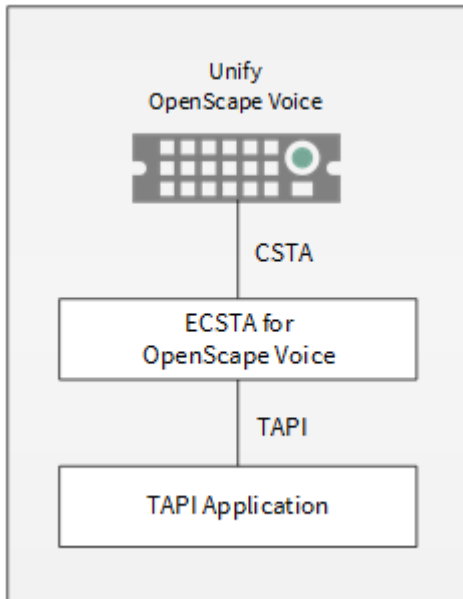 Unify
OpenScape Voice
CSTA
ECSTA for
OpenScape Voice
TAPI
TAPI Application